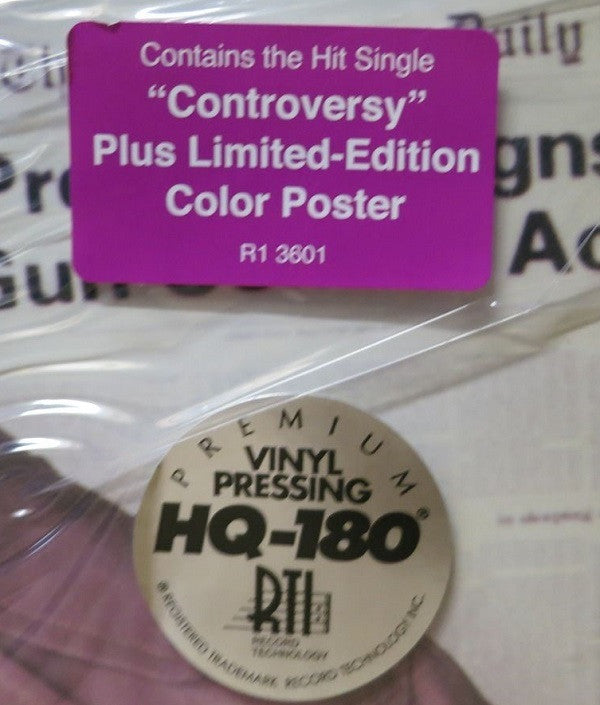 Daily
Contains the Hit Single
“Controversy”
Plus Limited-Edition
Color Poster
R1 3601
PREMIUM
VINYL
PRESSING
HQ-180®
RTI
RECORD
TECHNOLOGY
® REGISTERED TRADEMARK RECORD TECHNOLOGY INC.